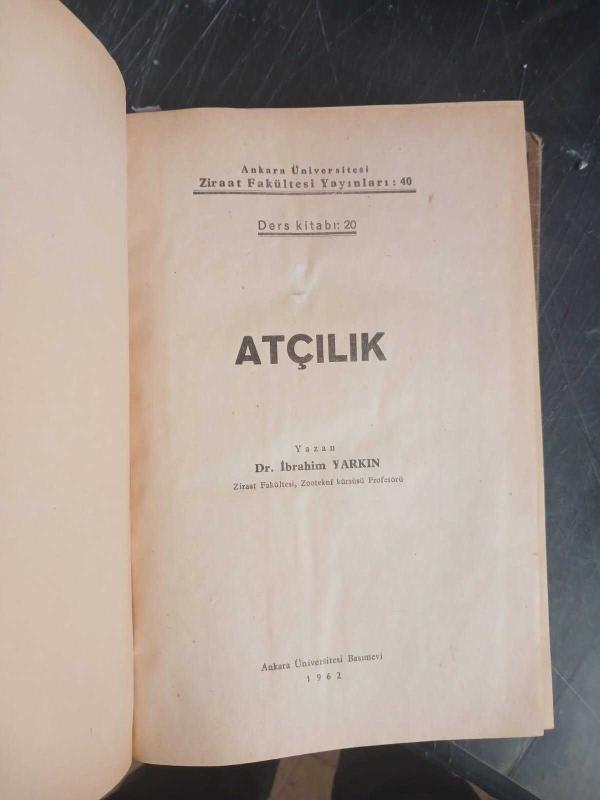 Ankara Üniversitesi
Ziraat Fakültesi Yayınları: 40
Ders kitabı: 20
ATÇILIK
Yazan
Dr. İbrahim YARKIN
Ziraat Fakültesi, Zootekni kürsüsü Profesörü
Ankara Üniversitesi Basımevi
1962